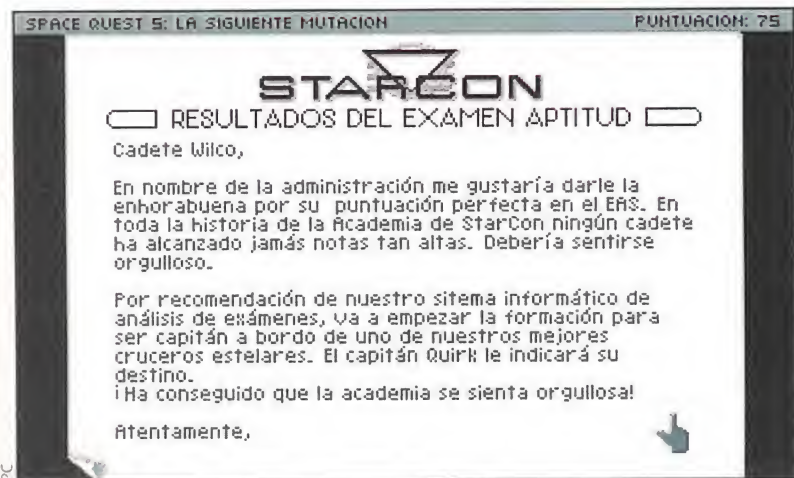 SPACE QUEST 5: LA SIGUIENTE MUTACION PUNTUACION: 75
STARCON
RESULTADOS DEL EXAMEN APTITUD
Cadete Wilco,
En nombre de la administración me gustaría darle la
enhorabuena por su puntuación perfecta en el EAS. En
toda la historia de la Academia de StarCon ningún cadete
ha alcanzado jamás notas tan altas. Debería sentirse
orgulloso.
Por recomendación de nuestro sitema informático de
análisis de exámenes, va a empezar la formación para
ser capitán a bordo de uno de nuestros mejores
cruceros estelares. El capitán Quirk le indicará su
destino.
¡Ha conseguido que la academia se sienta orgullosa!
Atentamente,
PC